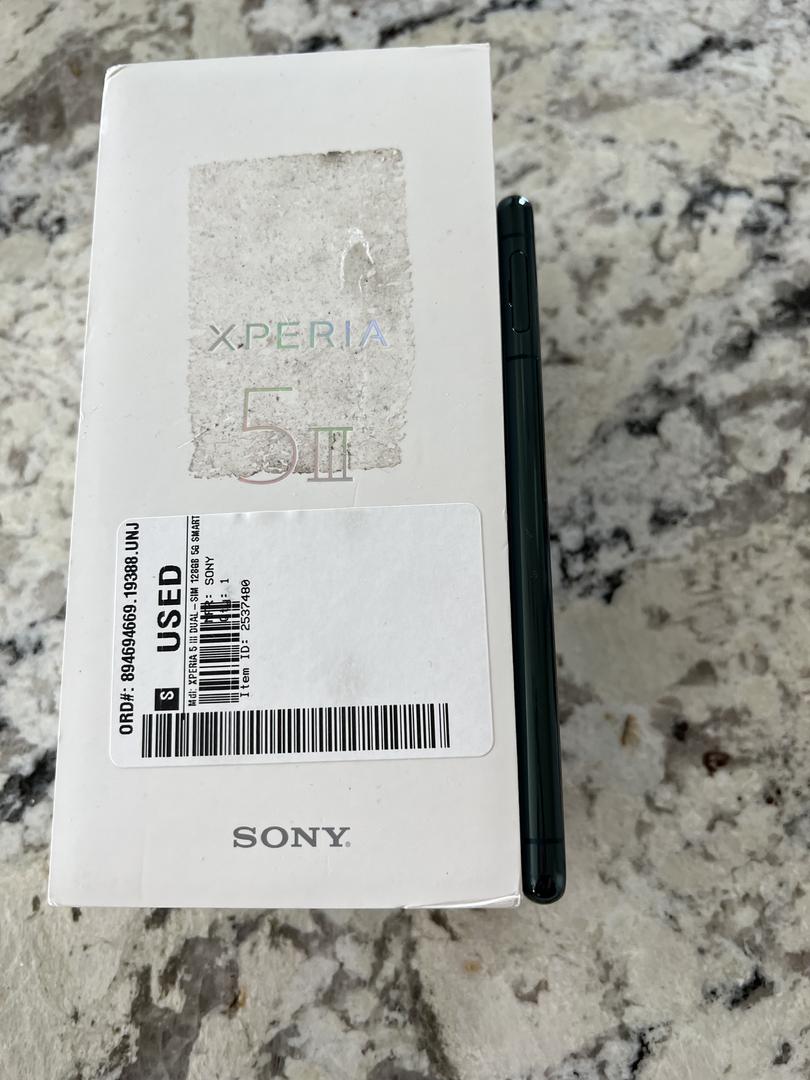 XPERIA
5 III
ORD#: 894694669.19388.UNJ
S USED
Mdl: XPERIA 5 III DUAL-SIM 128GB 5G SMART
SONY
1
Item ID: 2537480
SONY